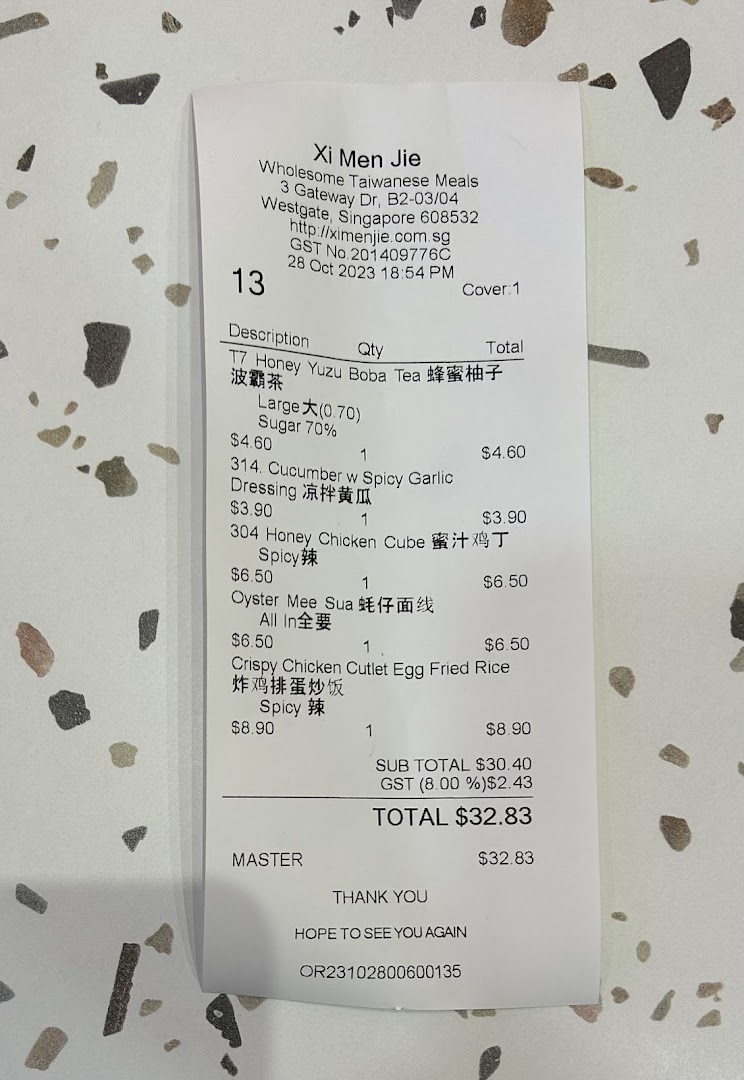 Xi Men Jie
Wholesome Taiwanese Meals
3 Gateway Dr, B2-03/04
Westgate, Singapore 608532
http://ximenjie.com.sg
GST No.201409776C
28 Oct 2023 18:54 PM
13 Cover:1
Description Qty Total
T7 Honey Yuzu Boba Tea 蜂蜜柚子
波霸茶
Large大(0.70)
Sugar 70%
$4.60 1 $4.60
314. Cucumber w Spicy Garlic
Dressing 凉拌黄瓜
$3.90 1 $3.90
304 Honey Chicken Cube 蜜汁鸡丁
Spicy辣
$6.50 1 $6.50
Oyster Mee Sua 蚝仔面线
All In全要
$6.50 1 $6.50
Crispy Chicken Cutlet Egg Fried Rice
炸鸡排蛋炒饭
Spicy 辣
$8.90 1 $8.90
SUB TOTAL $30.40
GST (8.00 %)$2.43
TOTAL $32.83
MASTER $32.83
THANK YOU
HOPE TO SEE YOU AGAIN
OR23102800600135